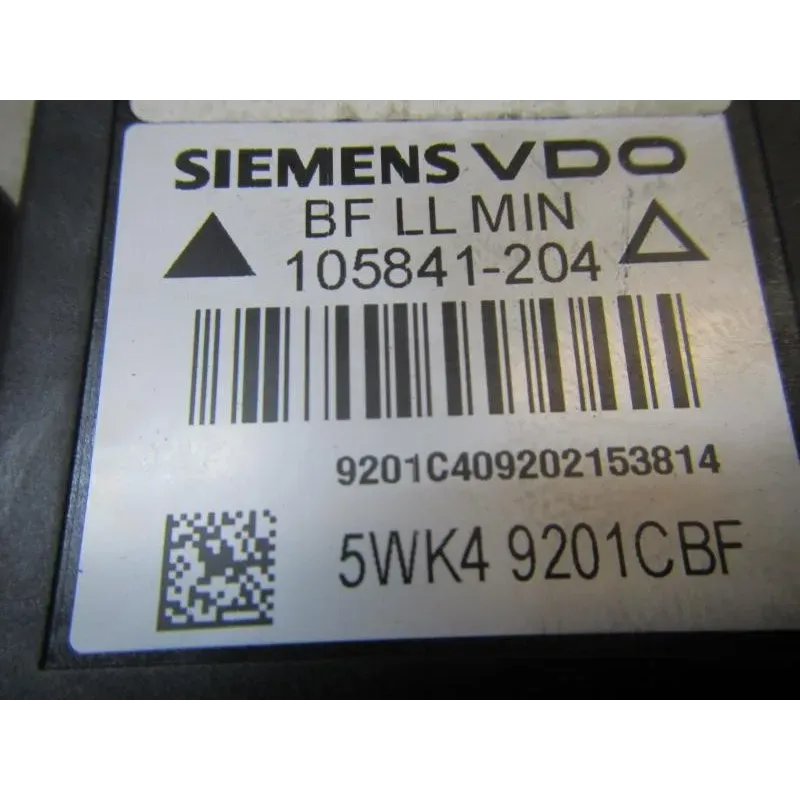 SIEMENS VDO
BF LL MIN
105841-204
9201C409202153814
5WK4 9201CBF